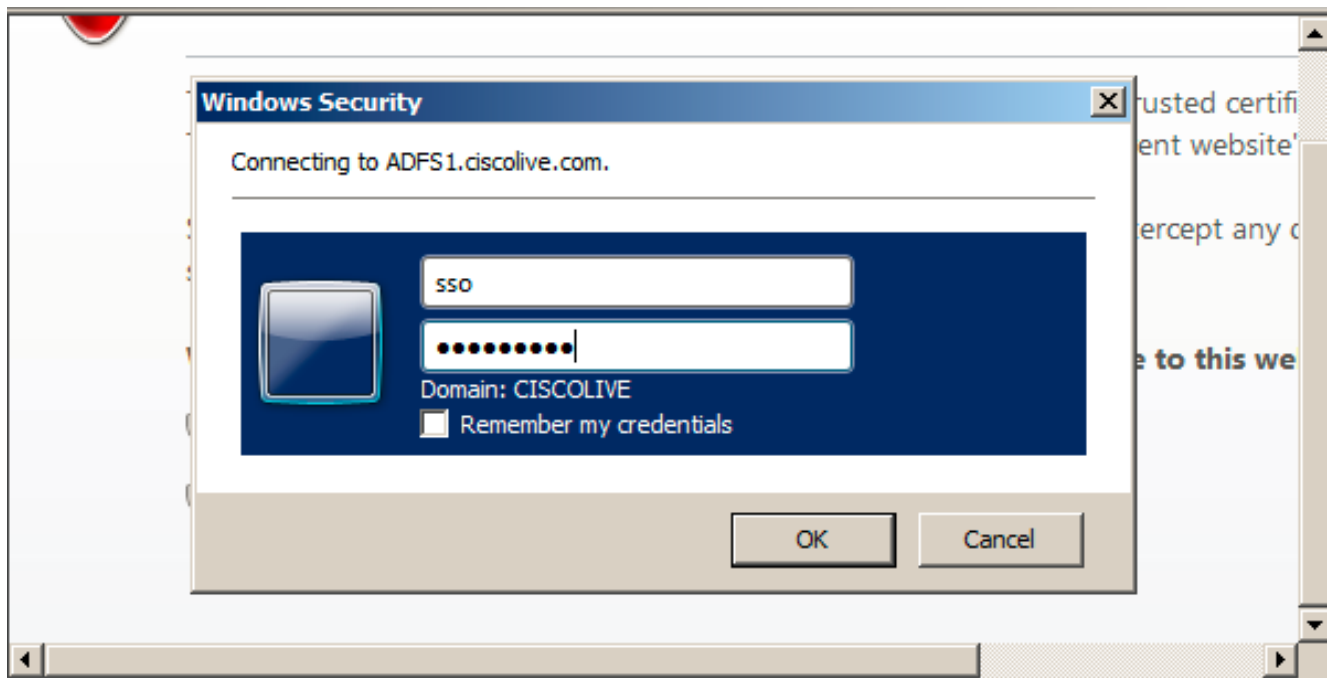 Windows Security
rusted certifi
ent website'
Connecting to ADFS1.ciscolive.com.
ercept any
sso
•••••••••
e to this we
Domain: CISCOLIVE
Remember my credentials
OK
Cancel